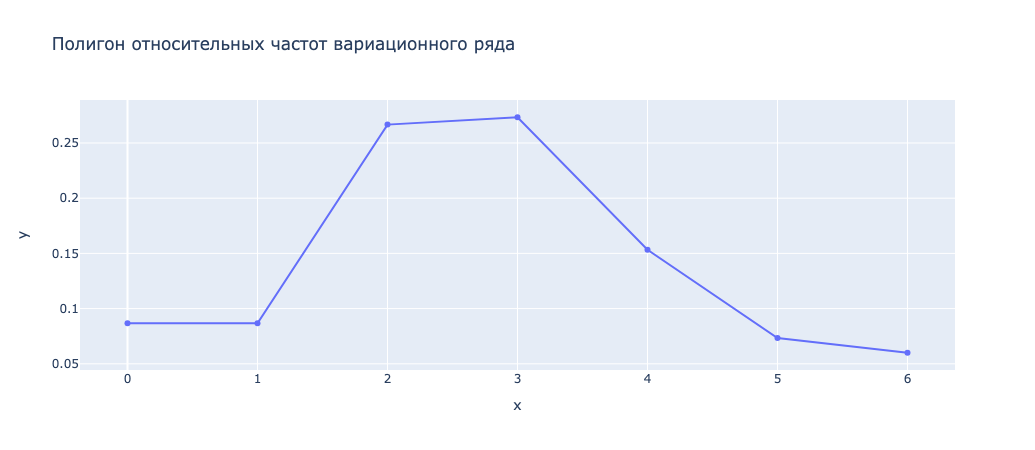 Полигон относительных частот вариационного ряда
0.25
0.2
0.15
0.1
0.05
y
0 1 2 3 4 5 6
x